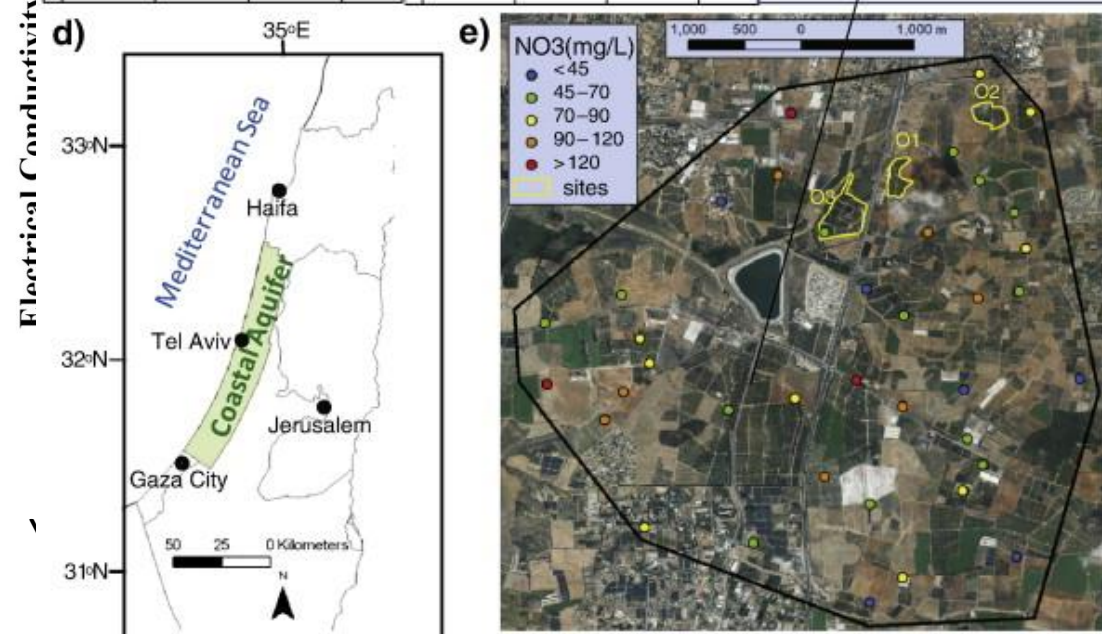 Electrical Conductivity
d)
35°E
33°N
Mediterranean Sea
Haifa
Coastal Aquifer
Tel Aviv
32°N
Jerusalem
Gaza City
50 25 0 Kilometers
N
31°N
e)
1,000 500 0 1,000 m
NO3(mg/L)
<45
45–70
70–90
90–120
>120
sites
O2
O1
O3